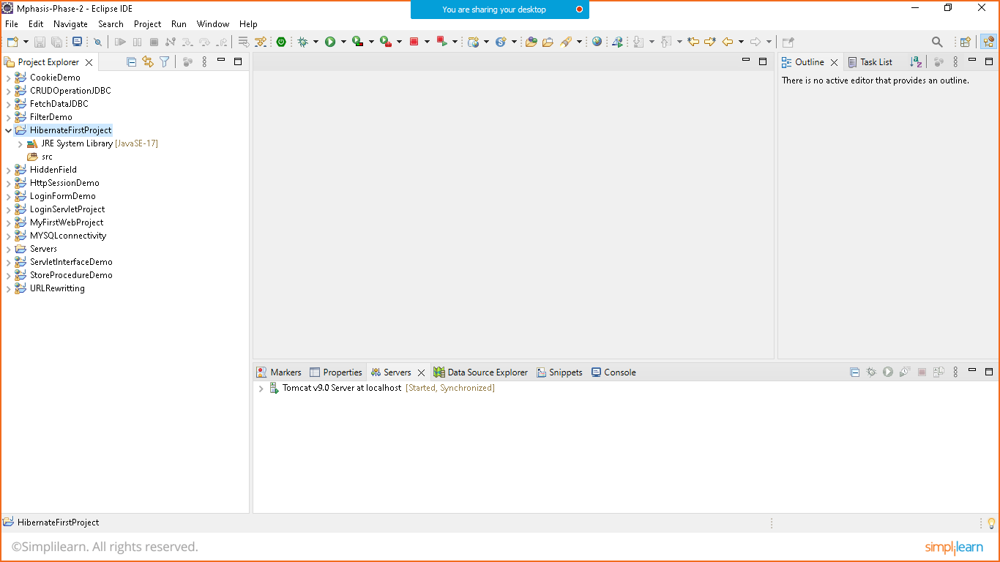 Mphasis-Phase-2 - Eclipse IDE
You are sharing your desktop
File Edit Navigate Search Project Run Window Help
Project Explorer
CookieDemo
CRUDOperationJDBC
FetchDataJDBC
FilterDemo
HibernateFirstProject
JRE System Library [JavaSE-17]
src
HiddenField
HttpSessionDemo
LoginFormDemo
LoginServletProject
MyFirstWebProject
MYSQLconnectivity
Servers
ServletInterfaceDemo
StoreProcedureDemo
URLRewritting
Outline Task List
There is no active editor that provides an outline.
Markers Properties Servers Data Source Explorer Snippets Console
Tomcat v9.0 Server at localhost [Started, Synchronized]
HibernateFirstProject
©Simplilearn. All rights reserved.
simplilearn